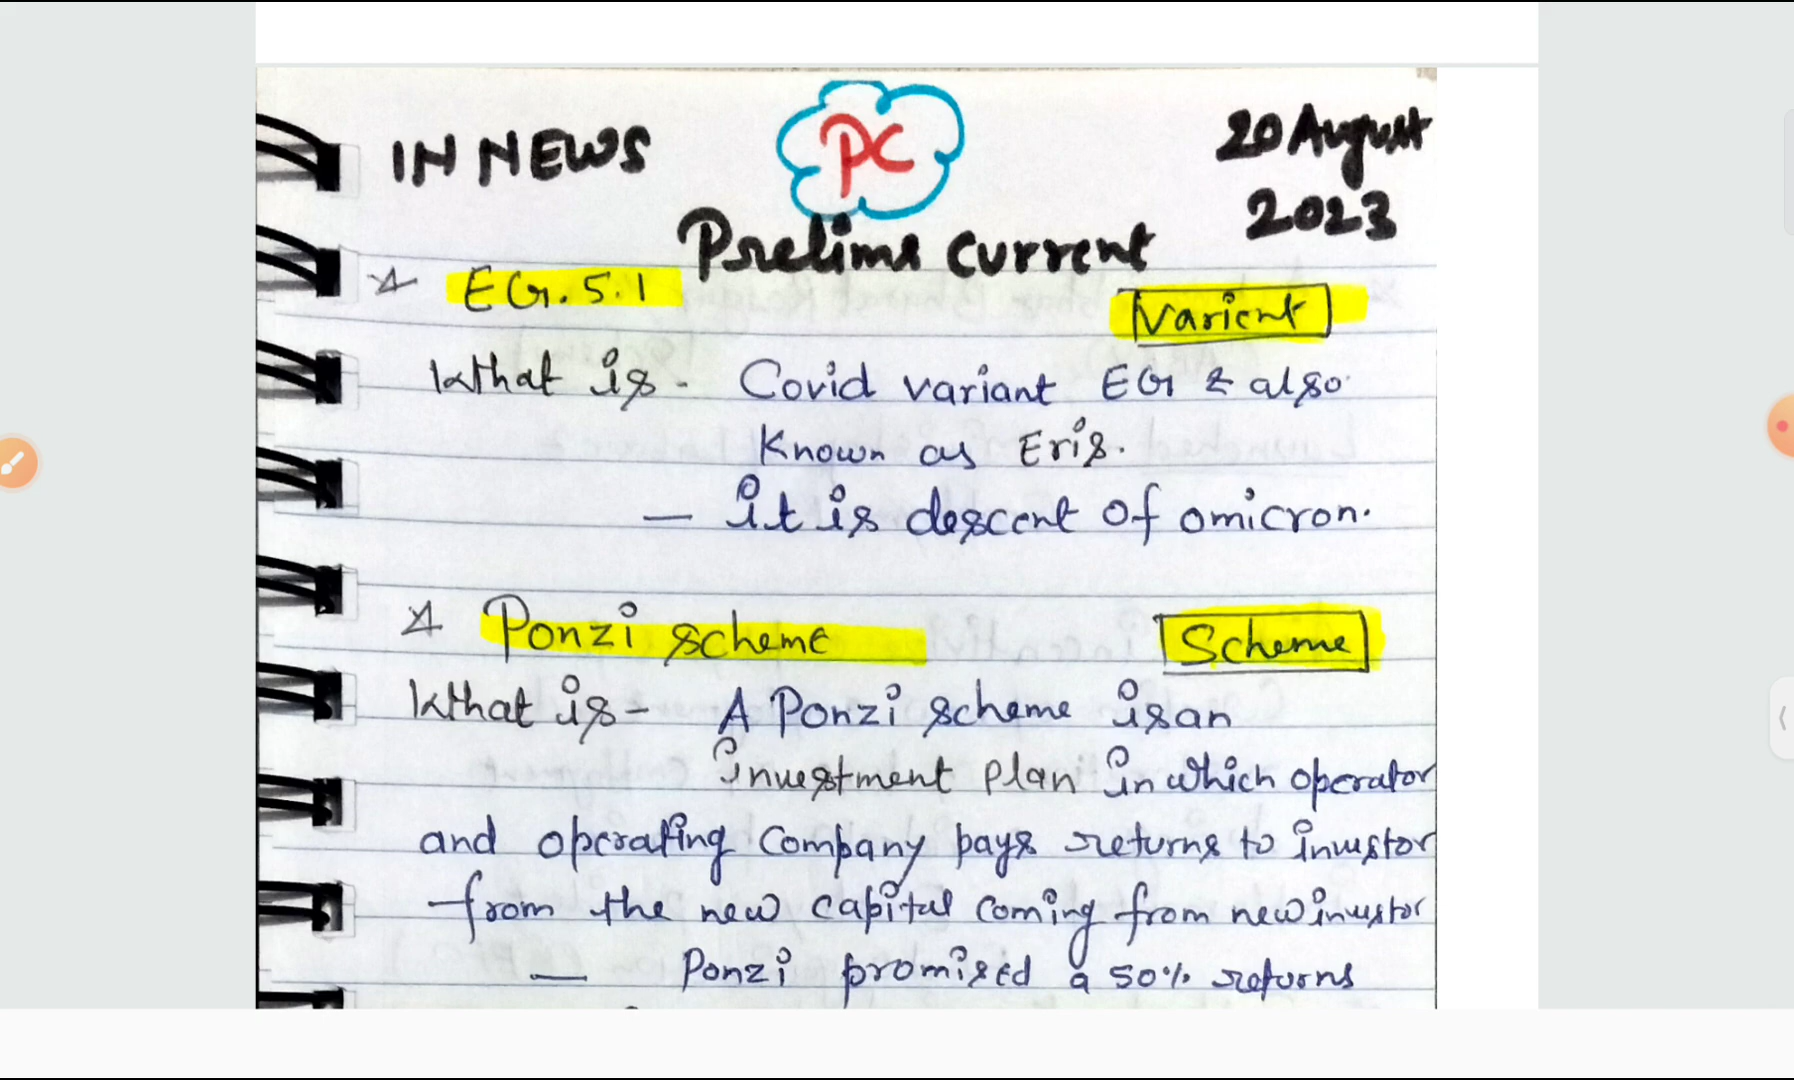 IN NEWS
PC
20 August
2023
Prelims current
EG.5.1
Varient
What is - Covid variant EG & also
Known as Eris.
— it is descent of omicron.
Ponzi scheme
Scheme
What is - A Ponzi scheme is an
investment plan in which operator
and operating Company pays returns to investor
from the new capital coming from new investor
— Ponzi promised a 50% returns